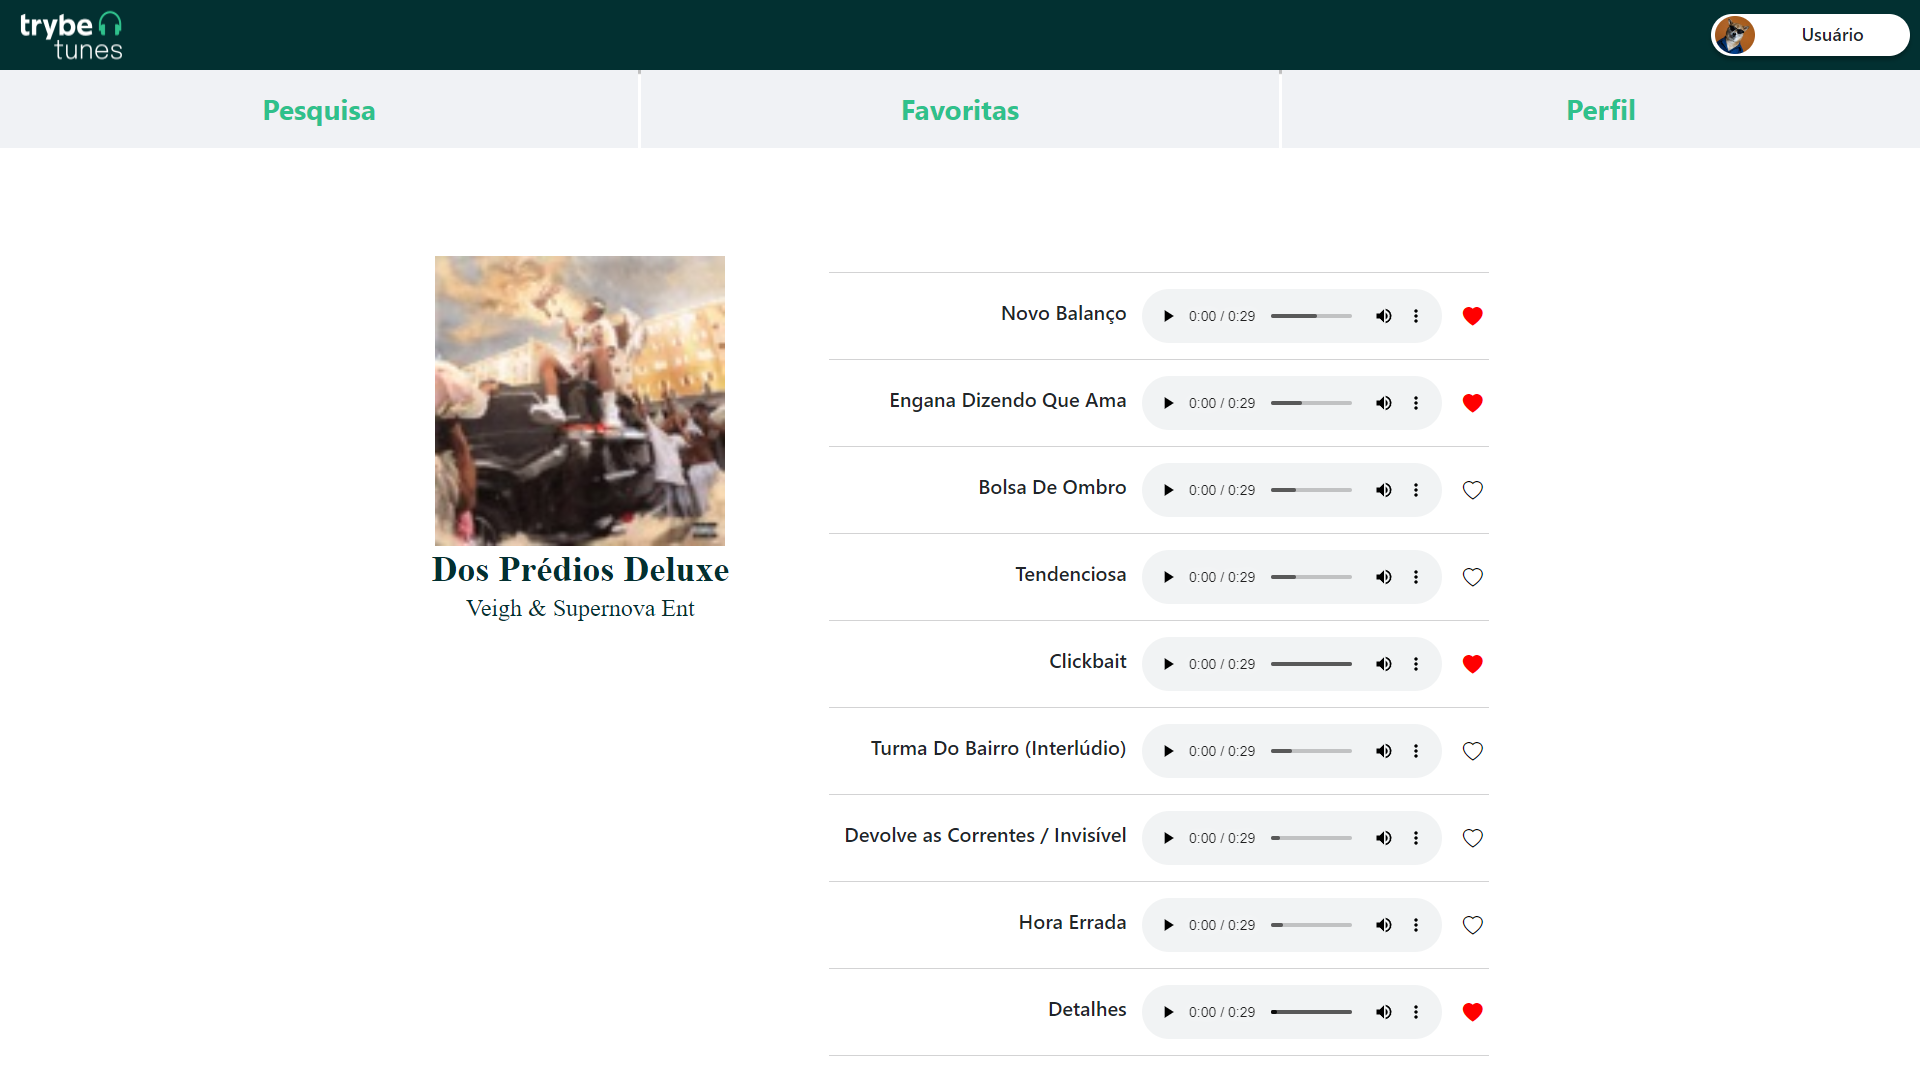 trybe
tunes
Usuário
Pesquisa
Favoritas
Perfil
Dos Prédios Deluxe
Veigh & Supernova Ent
Novo Balanço 0:00 / 0:29
Engana Dizendo Que Ama 0:00 / 0:29
Bolsa De Ombro 0:00 / 0:29
Tendenciosa 0:00 / 0:29
Clickbait 0:00 / 0:29
Turma Do Bairro (Interlúdio) 0:00 / 0:29
Devolve as Correntes / Invisível 0:00 / 0:29
Hora Errada 0:00 / 0:29
Detalhes 0:00 / 0:29